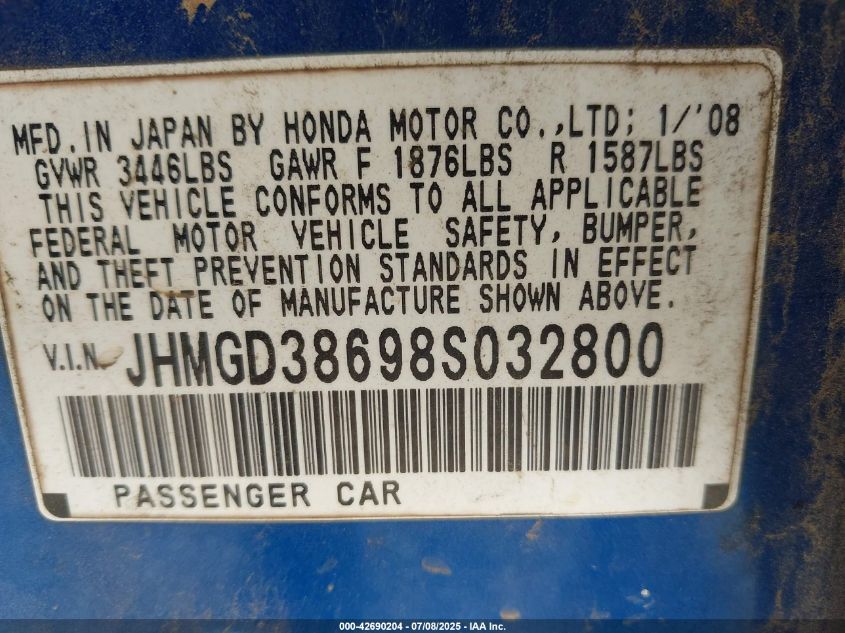 MFD. IN JAPAN BY HONDA MOTOR CO.,LTD; 1/'08
GVWR 3446LBS GAWR F 1876LBS R 1587LBS
THIS VEHICLE CONFORMS TO ALL APPLICABLE
FEDERAL MOTOR VEHICLE SAFETY, BUMPER,
AND THEFT PREVENTION STANDARDS IN EFFECT
ON THE DATE OF MANUFACTURE SHOWN ABOVE.
V.I.N. JHMGD38698S032800
PASSENGER CAR
000-42690204 - 07/08/2025 - IAA Inc.